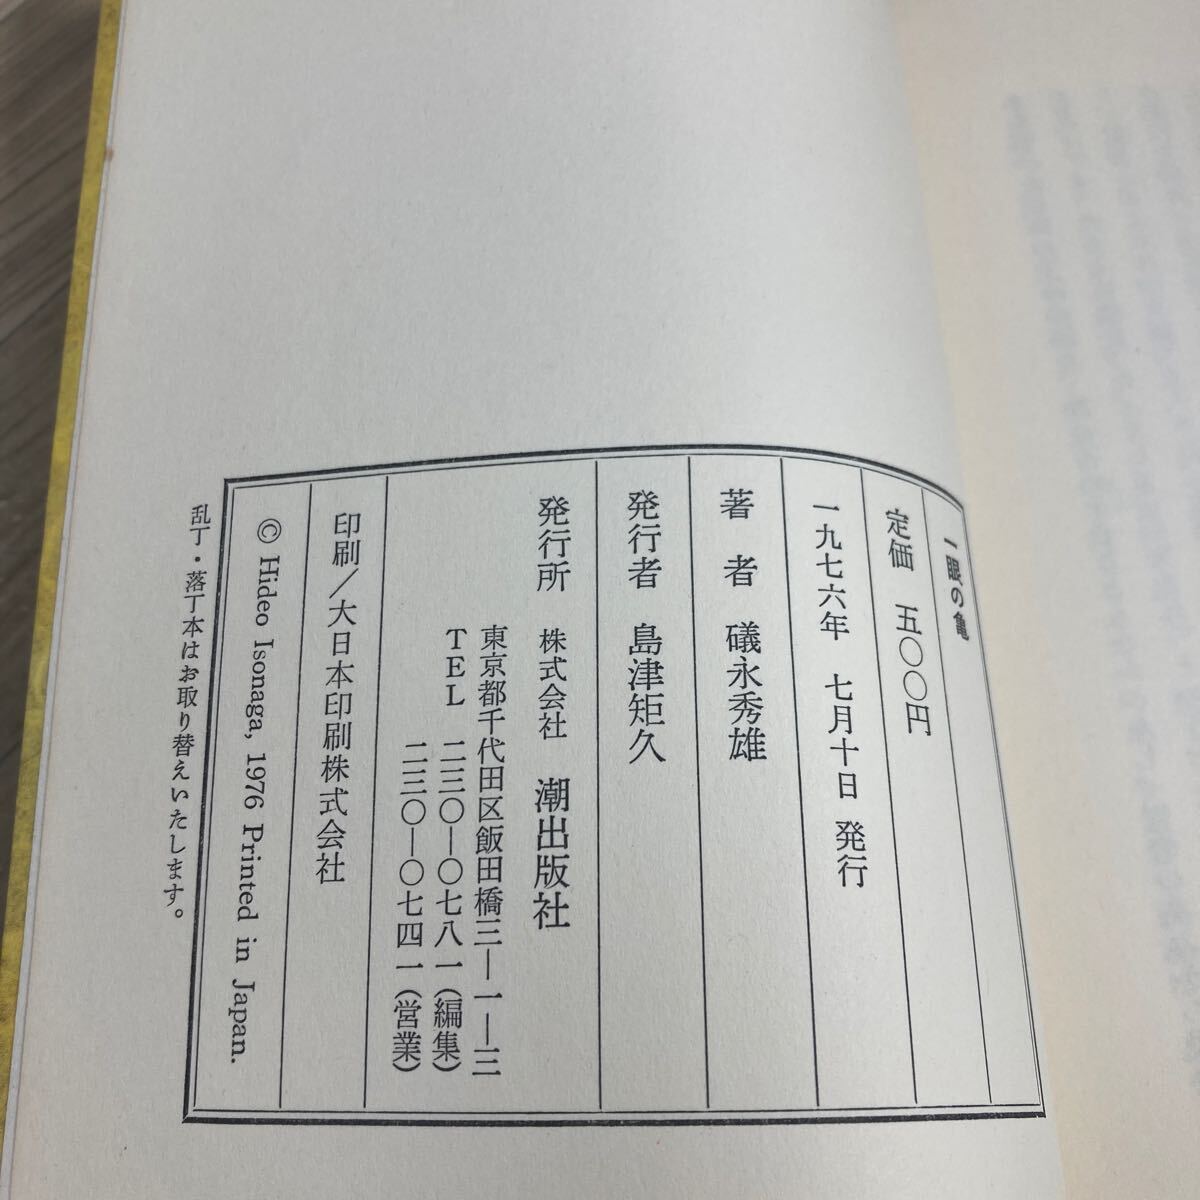 一眼の亀
定価 五〇〇円
一九七六年 七月十日 発行
著者 礒永秀雄
発行者 島津矩久
発行所 株式会社 潮出版社
東京都千代田区飯田橋三―一―三
TEL 二三〇―〇七八一(編集)
二三〇―〇七四一(営業)
印刷/大日本印刷株式会社
© Hideo Isonaga, 1976 Printed in Japan.
乱丁・落丁本はお取り替えいたします。